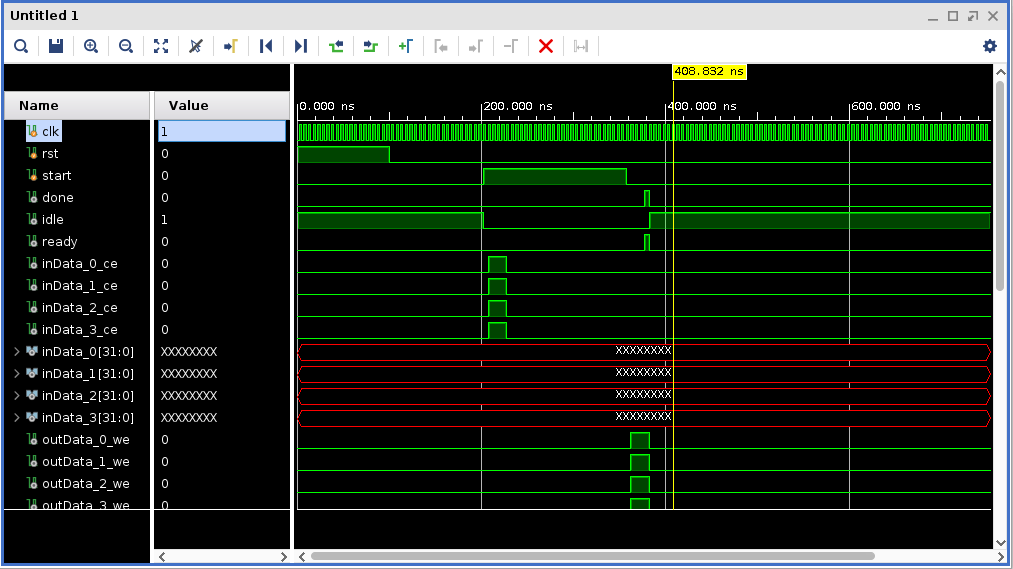 Untitled 1
408.832 ns
Name Value 0.000 ns 200.000 ns 400.000 ns 600.000 ns
clk 1
rst 0
start 0
done 0
idle 1
ready 0
inData_0_ce 0
inData_1_ce 0
inData_2_ce 0
inData_3_ce 0
inData_0[31:0] XXXXXXXX XXXXXXXX
inData_1[31:0] XXXXXXXX XXXXXXXX
inData_2[31:0] XXXXXXXX XXXXXXXX
inData_3[31:0] XXXXXXXX XXXXXXXX
outData_0_we 0
outData_1_we 0
outData_2_we 0
outData_3_we 0